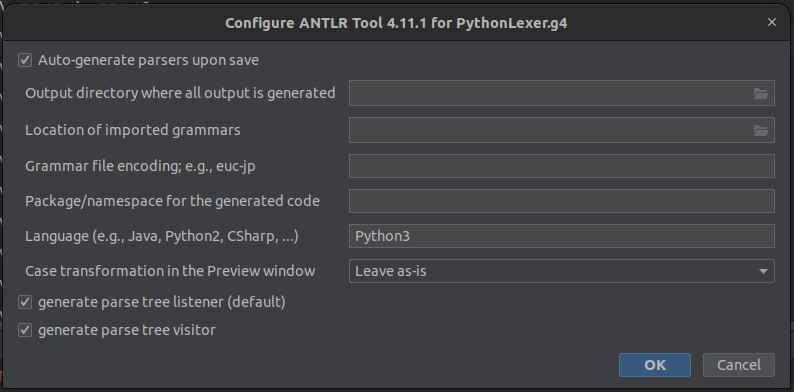 Configure ANTLR Tool 4.11.1 for PythonLexer.g4
Auto-generate parsers upon save
Output directory where all output is generated
Location of imported grammars
Grammar file encoding; e.g., euc-jp
Package/namespace for the generated code
Language (e.g., Java, Python2, CSharp, ...) Python3
Case transformation in the Preview window Leave as-is
generate parse tree listener (default)
generate parse tree visitor
OK Cancel